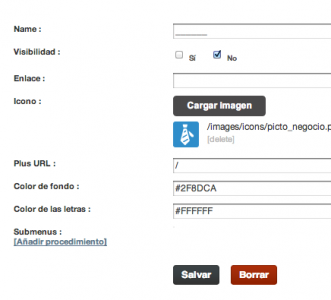 Name :
Visibilidad :
Sí No
Enlace :
Icono :
Cargar imagen
/images/icons/picto_negocio.p
[delete]
Plus URL :
/
Color de fondo :
#2F8DCA
Color de las letras :
#FFFFFF
Submenus :
[Añadir procedimiento]
Salvar Borrar